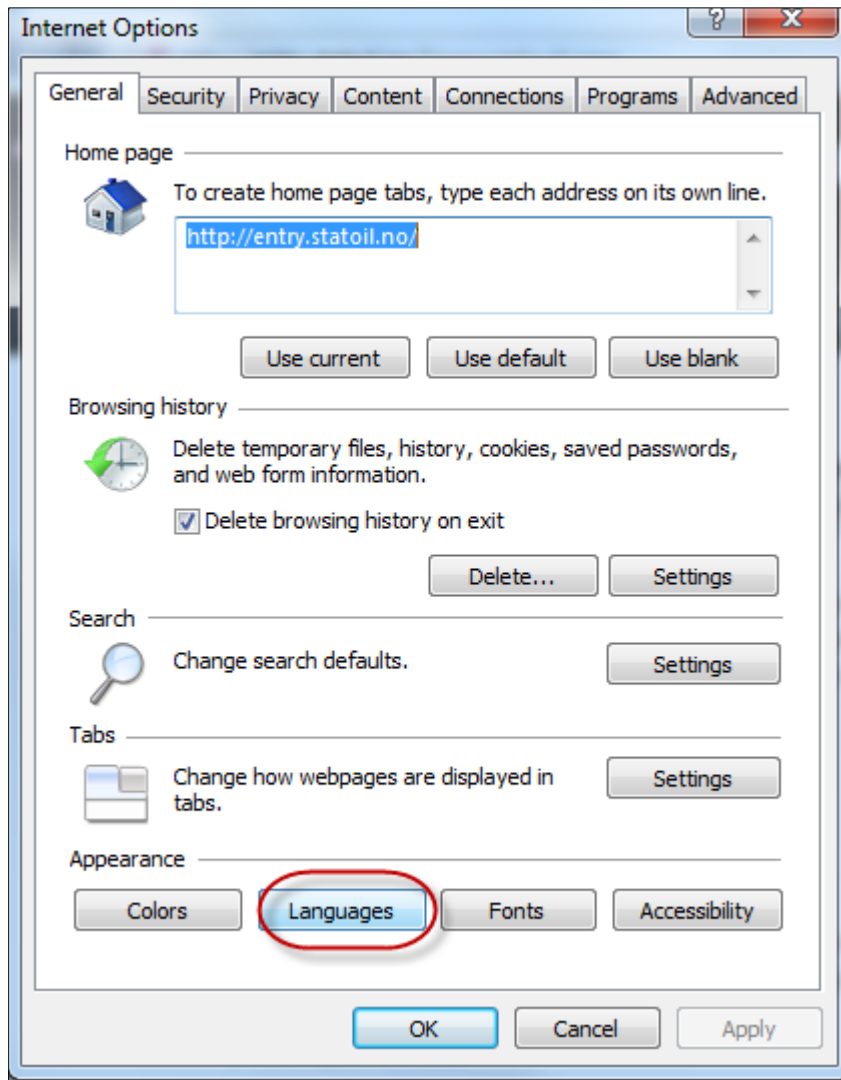 Internet Options
General Security Privacy Content Connections Programs Advanced
Home page
To create home page tabs, type each address on its own line.
http://entry.statoil.no/
Use current Use default Use blank
Browsing history
Delete temporary files, history, cookies, saved passwords,
and web form information.
Delete browsing history on exit
Delete... Settings
Search
Change search defaults. Settings
Tabs
Change how webpages are displayed in Settings
tabs.
Appearance
Colors Languages Fonts Accessibility
OK Cancel Apply